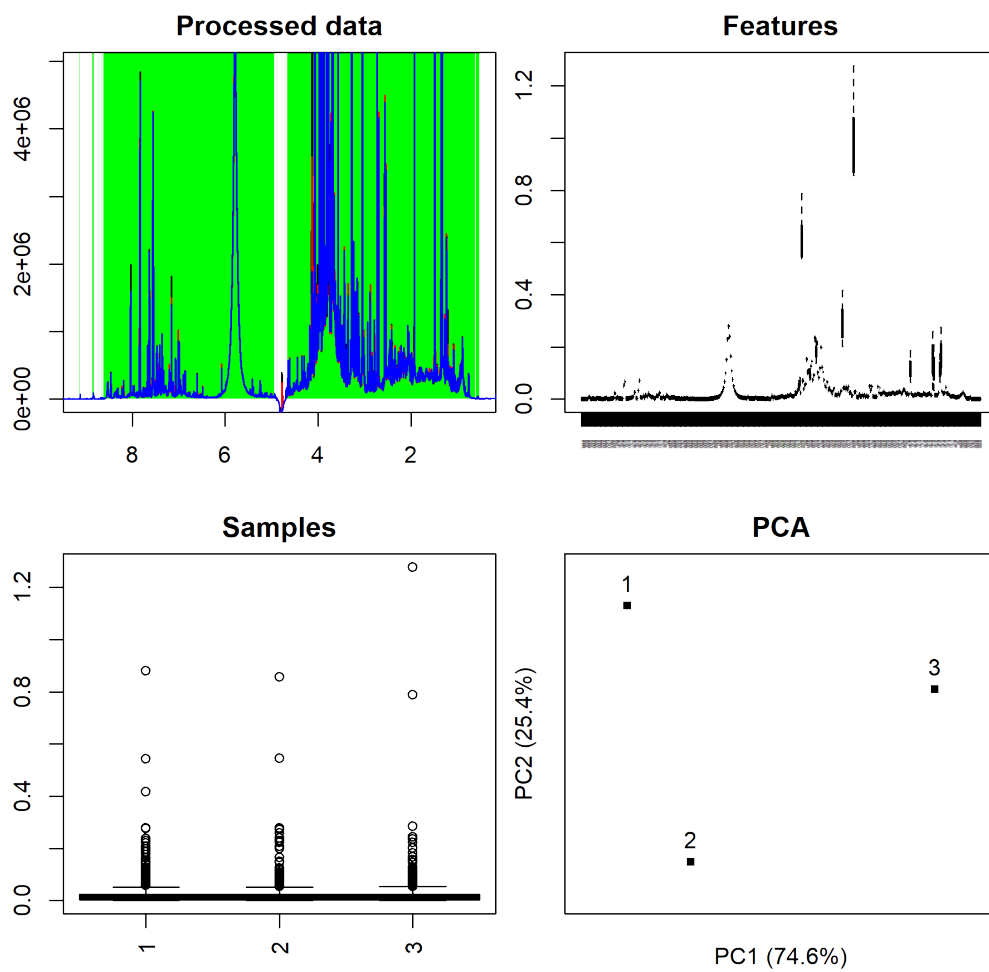 Processed data
0e+00 2e+06 4e+06
8 6 4 2
Features
0.0 0.4 0.8 1.2
Samples
0.0 0.4 0.8 1.2
1 2 3
PCA
1
3
2
PC2 (25.4%)
PC1 (74.6%)